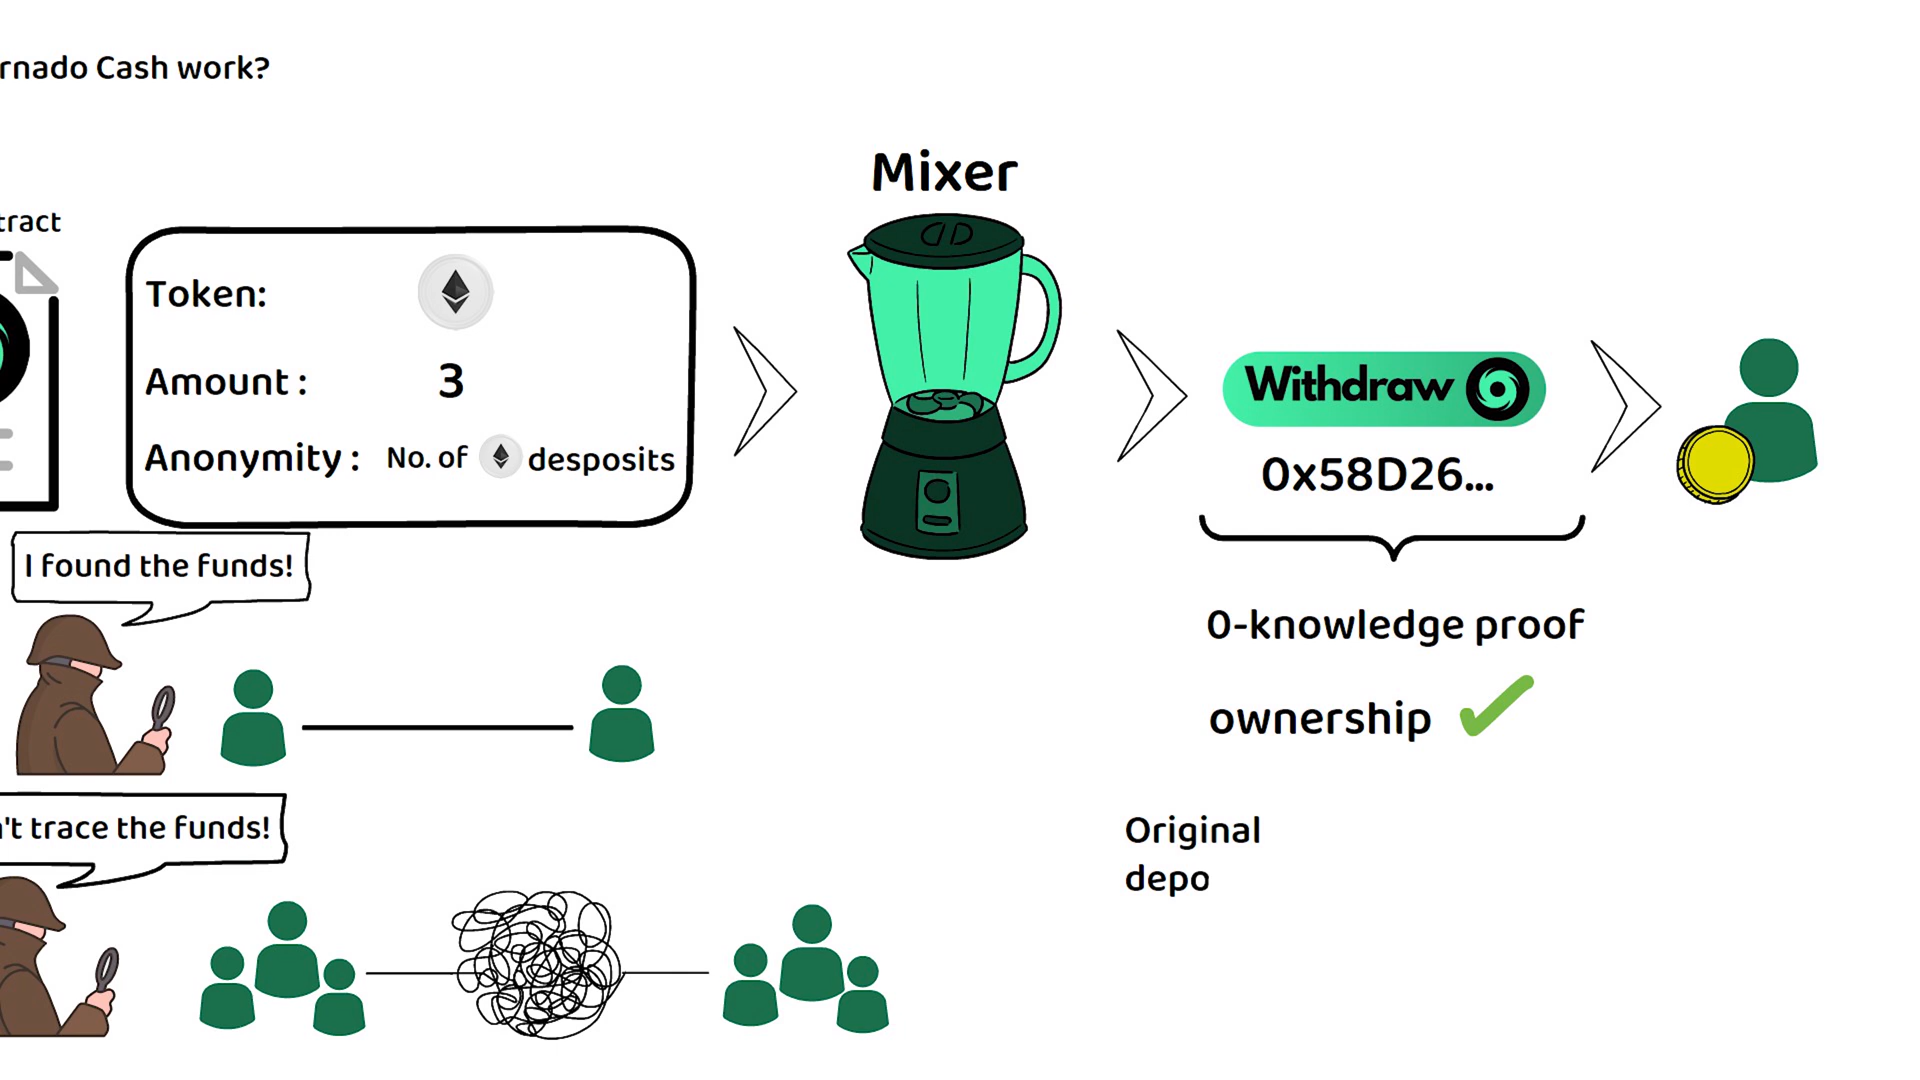 rnado Cash work?
tract
Mixer
Token:
Amount : 3
Anonymity : No. of desposits
Withdraw
0x58D26...
I found the funds!
0-knowledge proof
ownership
't trace the funds!
Original
depo